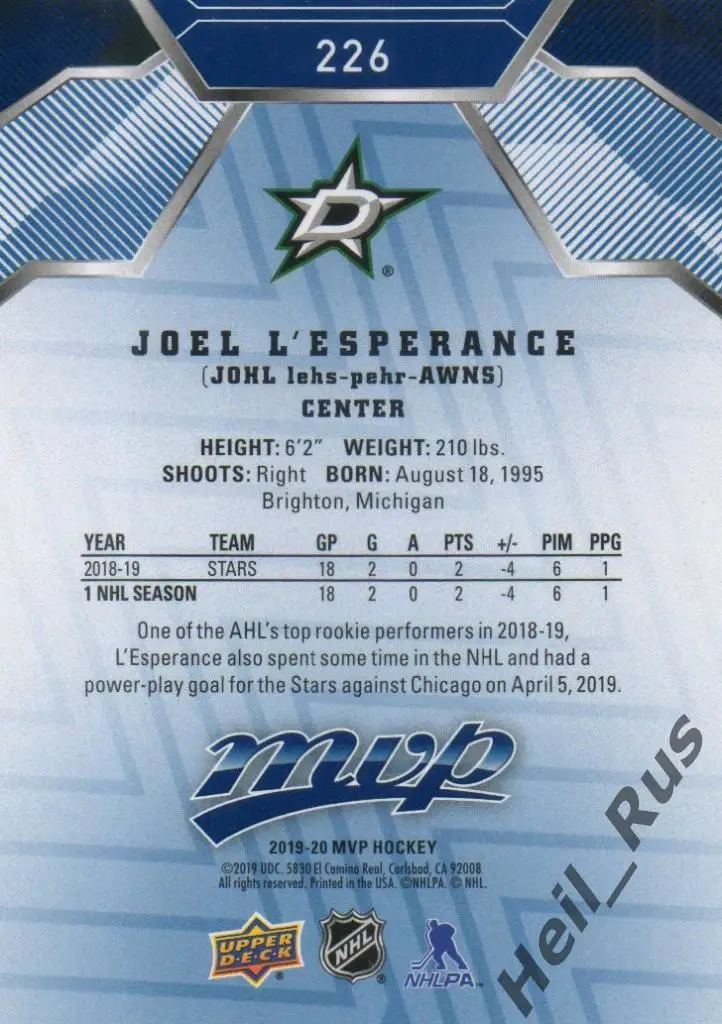 226
D
®
JOEL L'ESPERANCE
(JOHL lehs-pehr-AWNS)
CENTER
HEIGHT: 6'2" WEIGHT: 210 lbs.
SHOOTS: Right BORN: August 18, 1995
Brighton, Michigan
YEAR TEAM GP G A PTS +/- PIM PPG
2018-19 STARS 18 2 0 2 -4 6 1
1 NHL SEASON 18 2 0 2 -4 6 1
One of the AHL's top rookie performers in 2018-19,
L'Esperance also spent some time in the NHL and had a
power-play goal for the Stars against Chicago on April 5, 2019.
mvp
2019-20 MVP HOCKEY
©2019 UDC. 5830 El Camino Real, Carlsbad, CA 92008.
All rights reserved. Printed in the USA. ©NHLPA. © NHL.
UPPER DECK ®
NHL ®
NHLPA™
Heil_Rus